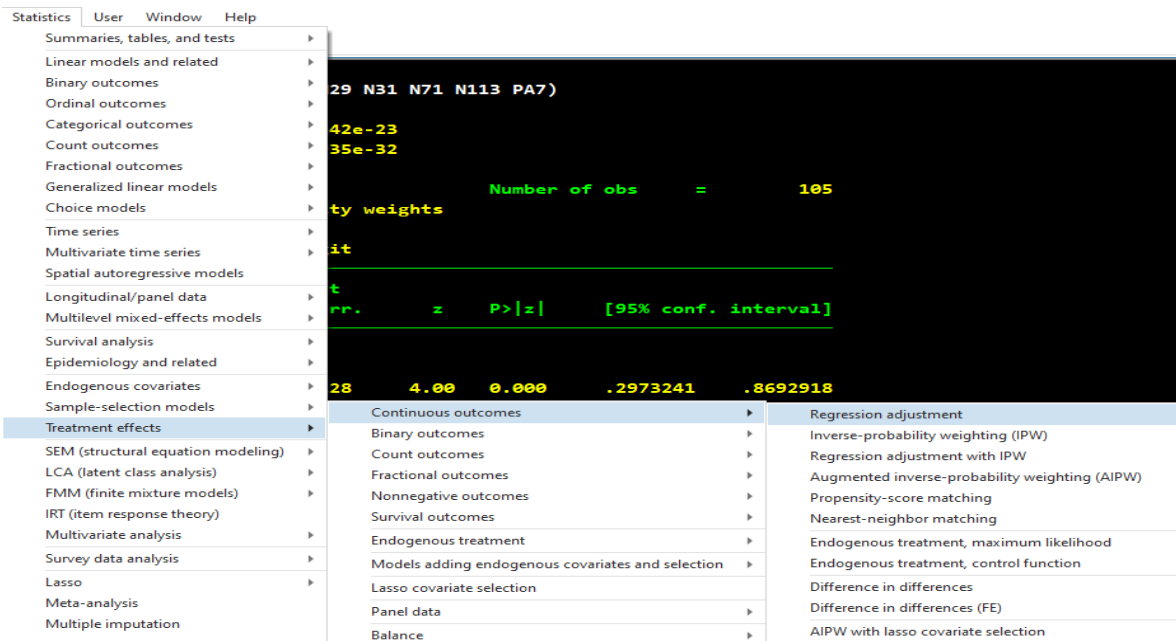 Statistics User Window Help
Summaries, tables, and tests
Linear models and related
Binary outcomes
Ordinal outcomes
Categorical outcomes
Count outcomes
Fractional outcomes
Generalized linear models
Choice models
Time series
Multivariate time series
Spatial autoregressive models
Longitudinal/panel data
Multilevel mixed-effects models
Survival analysis
Epidemiology and related
Endogenous covariates
Sample-selection models
Treatment effects
SEM (structural equation modeling)
LCA (latent class analysis)
FMM (finite mixture models)
IRT (item response theory)
Multivariate analysis
Survey data analysis
Lasso
Meta-analysis
Multiple imputation
29 N31 N71 N113 PA7)
42e-23
35e-32
Number of obs = 105
ty weights
it
t
rr. z P>|z| [95% conf. interval]
28 4.00 0.000 .2973241 .8692918
Continuous outcomes
Binary outcomes
Count outcomes
Fractional outcomes
Nonnegative outcomes
Survival outcomes
Endogenous treatment
Models adding endogenous covariates and selection
Lasso covariate selection
Panel data
Balance
Regression adjustment
Inverse-probability weighting (IPW)
Regression adjustment with IPW
Augmented inverse-probability weighting (AIPW)
Propensity-score matching
Nearest-neighbor matching
Endogenous treatment, maximum likelihood
Endogenous treatment, control function
Difference in differences
Difference in differences (FE)
AIPW with lasso covariate selection